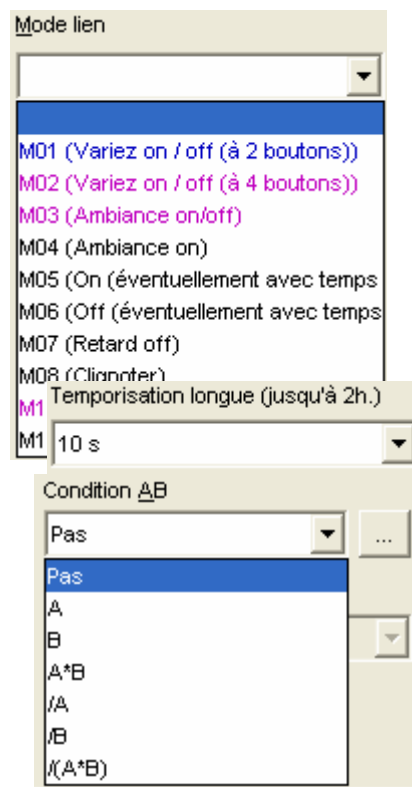 Mode lien
M01 (Variez on / off (à 2 boutons))
M02 (Variez on / off (à 4 boutons))
M03 (Ambiance on/off)
M04 (Ambiance on)
M05 (On (éventuellement avec temps
M06 (Off (éventuellement avec temps
M07 (Retard off)
M08 (Clignoter)
M1
Temporisation longue (jusqu'à 2h.)
M1
10 s
Condition AB
Pas
...
Pas
A
B
A*B
/A
/B
/(A*B)